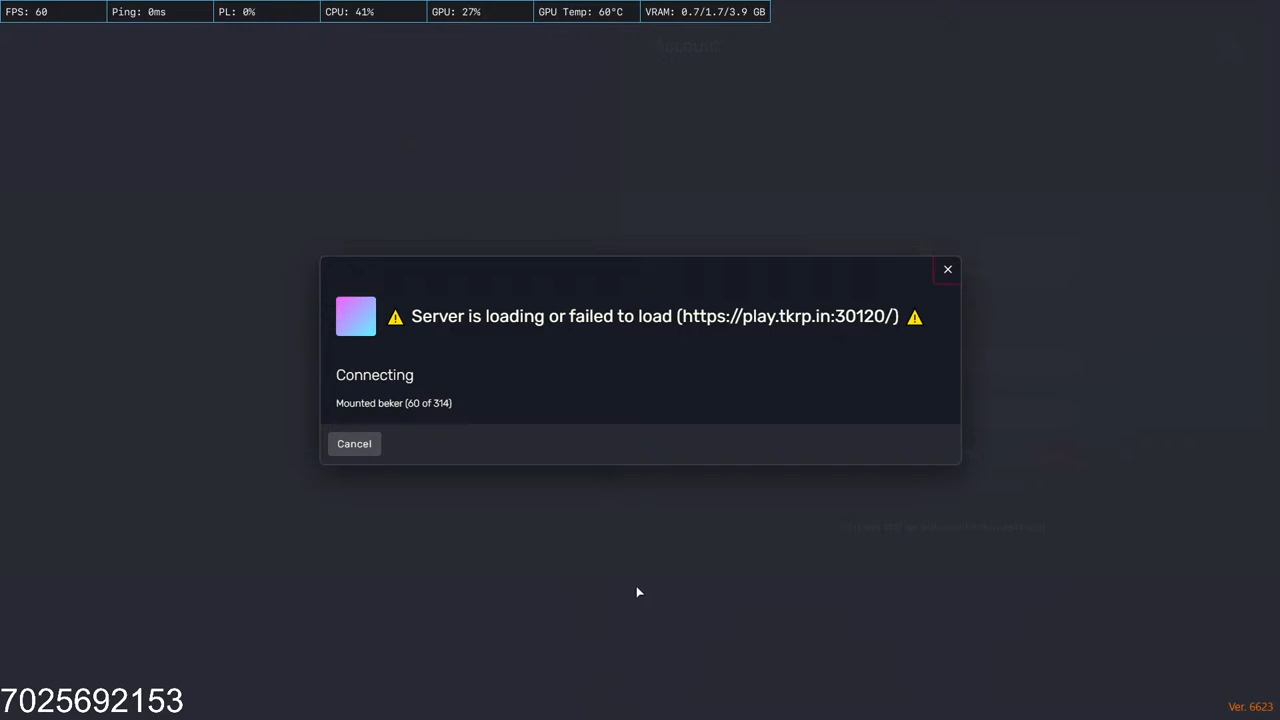 FPS: 60 Ping: 0ms PL: 0% CPU: 41% GPU: 27% GPU Temp: 60°C VRAM: 0.7/1.7/3.9 GB
Account
⚠ Server is loading or failed to load (https://play.tkrp.in:30120/) ⚠
Connecting
Mounted beker (60 of 314)
Cancel
7025692153
Ver. 6623